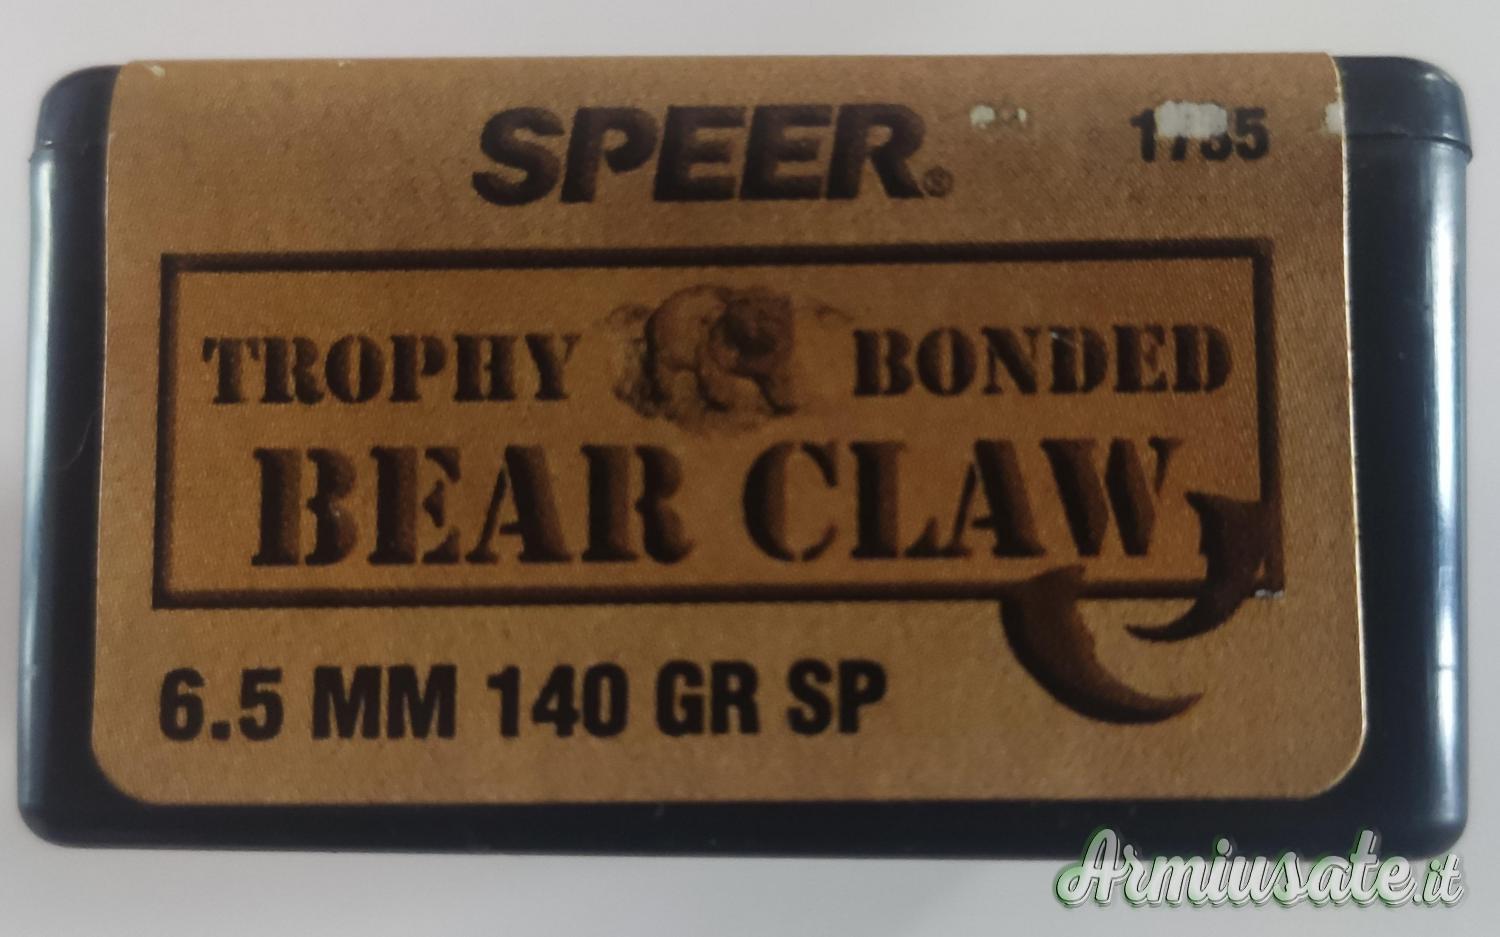 SPEER®
TROPHY BONDED
BEAR CLAW
6.5 MM 140 GR SP
Armiusate.it